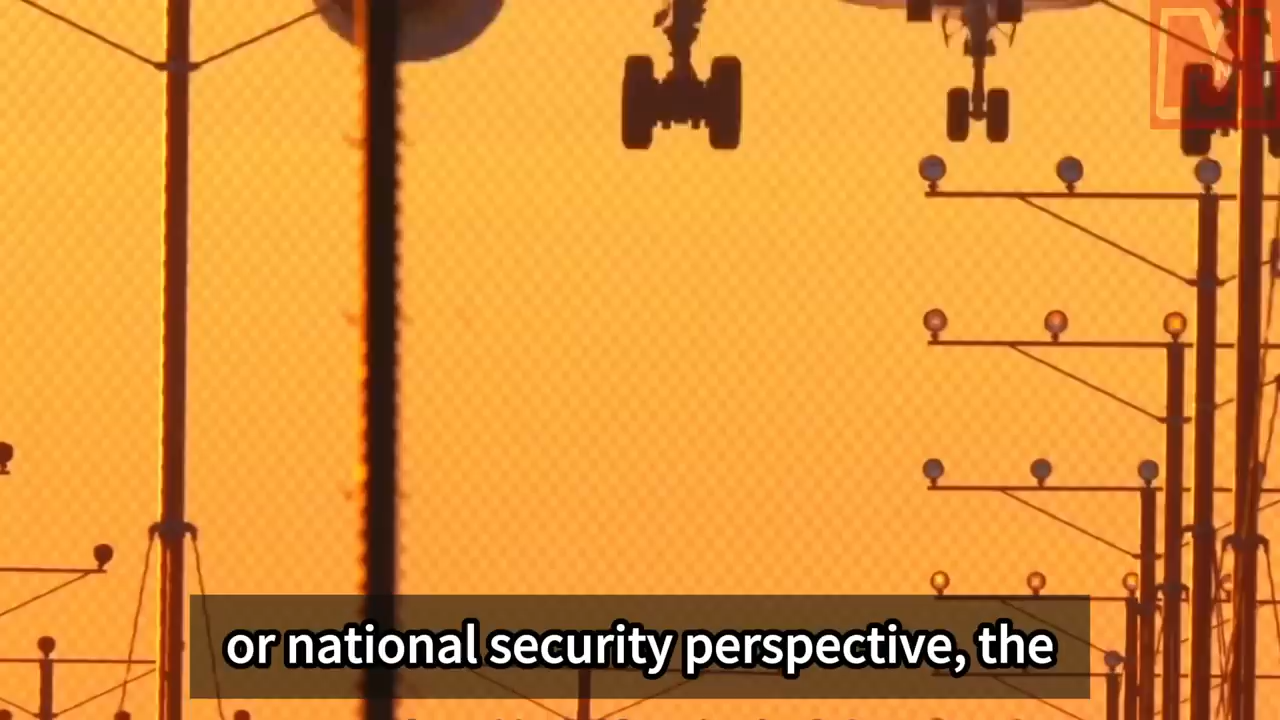 or national security perspective, the